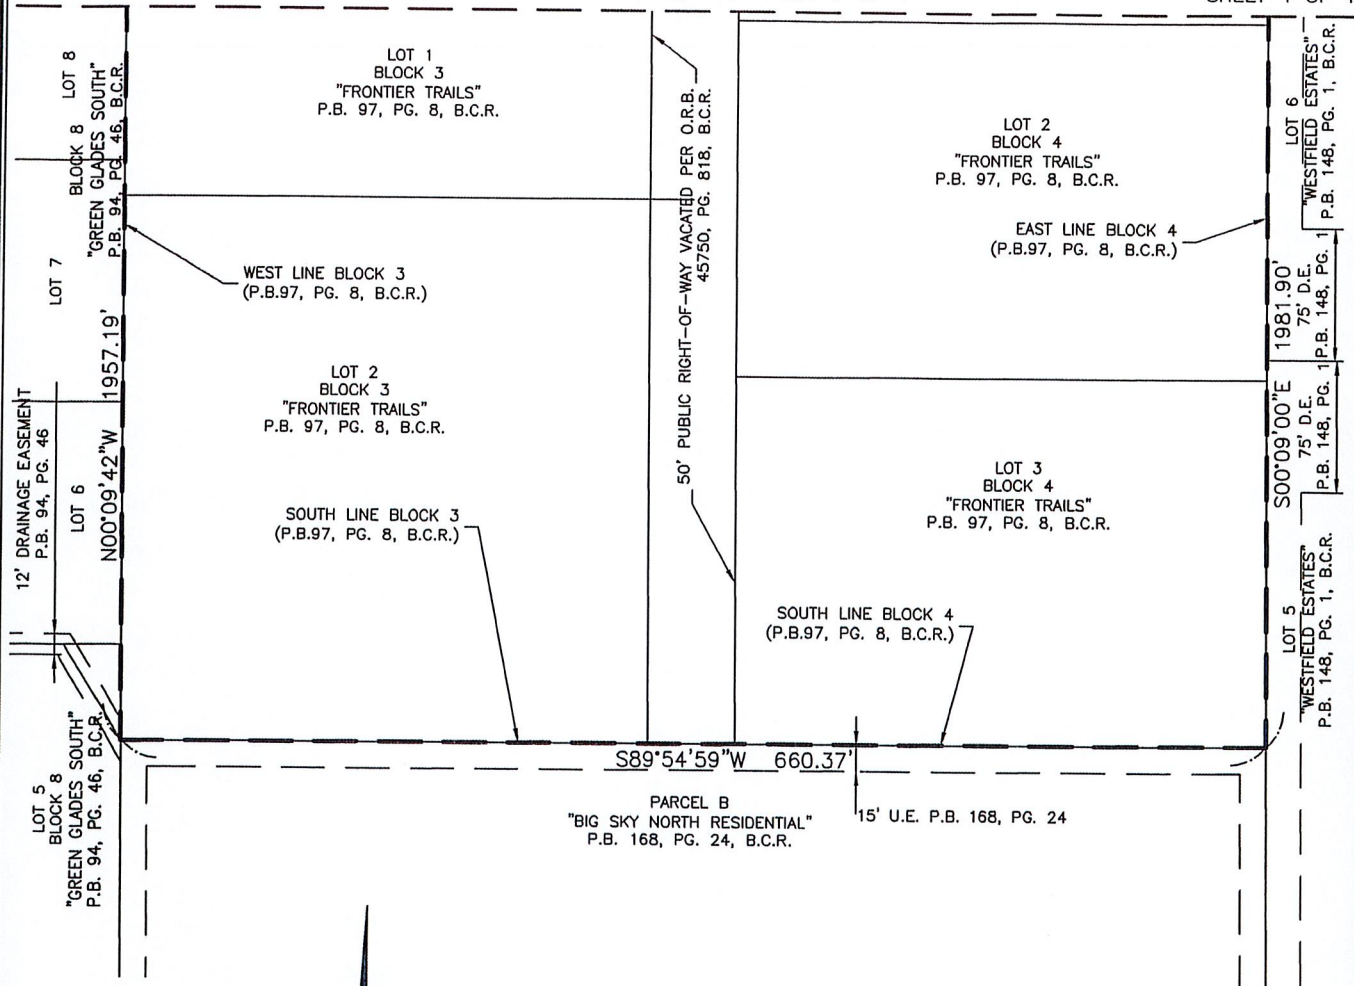 LOT 1
BLOCK 3
"FRONTIER TRAILS"
P.B. 97, PG. 8, B.C.R.
LOT 2
BLOCK 4
"FRONTIER TRAILS"
P.B. 97, PG. 8, B.C.R.
EAST LINE BLOCK 4
(P.B.97, PG. 8, B.C.R.)
WEST LINE BLOCK 3
(P.B.97, PG. 8, B.C.R.)
LOT 2
BLOCK 3
"FRONTIER TRAILS"
P.B. 97, PG. 8, B.C.R.
LOT 3
BLOCK 4
"FRONTIER TRAILS"
P.B. 97, PG. 8, B.C.R.
SOUTH LINE BLOCK 3
(P.B.97, PG. 8, B.C.R.)
SOUTH LINE BLOCK 4
(P.B.97, PG. 8, B.C.R.)
50' PUBLIC RIGHT-OF-WAY VACATED PER O.R.B.
45750, PG. 818, B.C.R.
LOT 8
BLOCK 8
"GREEN GLADES SOUTH"
P.B. 94, PG. 46, B.C.R.
LOT 7
12' DRAINAGE EASEMENT
P.B. 94, PG. 46
LOT 6
N00°09'42"W 1957.19'
LOT 5
BLOCK 8
"GREEN GLADES SOUTH"
P.B. 94, PG. 46, B.C.R.
LOT 6
"WESTFIELD ESTATES"
P.B. 148, PG. 1, B.C.R.
S00°09'00"E 1981.90'
75' D.E.
P.B. 148, PG. 1
75' D.E.
P.B. 148, PG. 1
LOT 5
"WESTFIELD ESTATES"
P.B. 148, PG. 1, B.C.R.
S89°54'59"W 660.37'
15' U.E. P.B. 168, PG. 24
PARCEL B
"BIG SKY NORTH RESIDENTIAL"
P.B. 168, PG. 24, B.C.R.